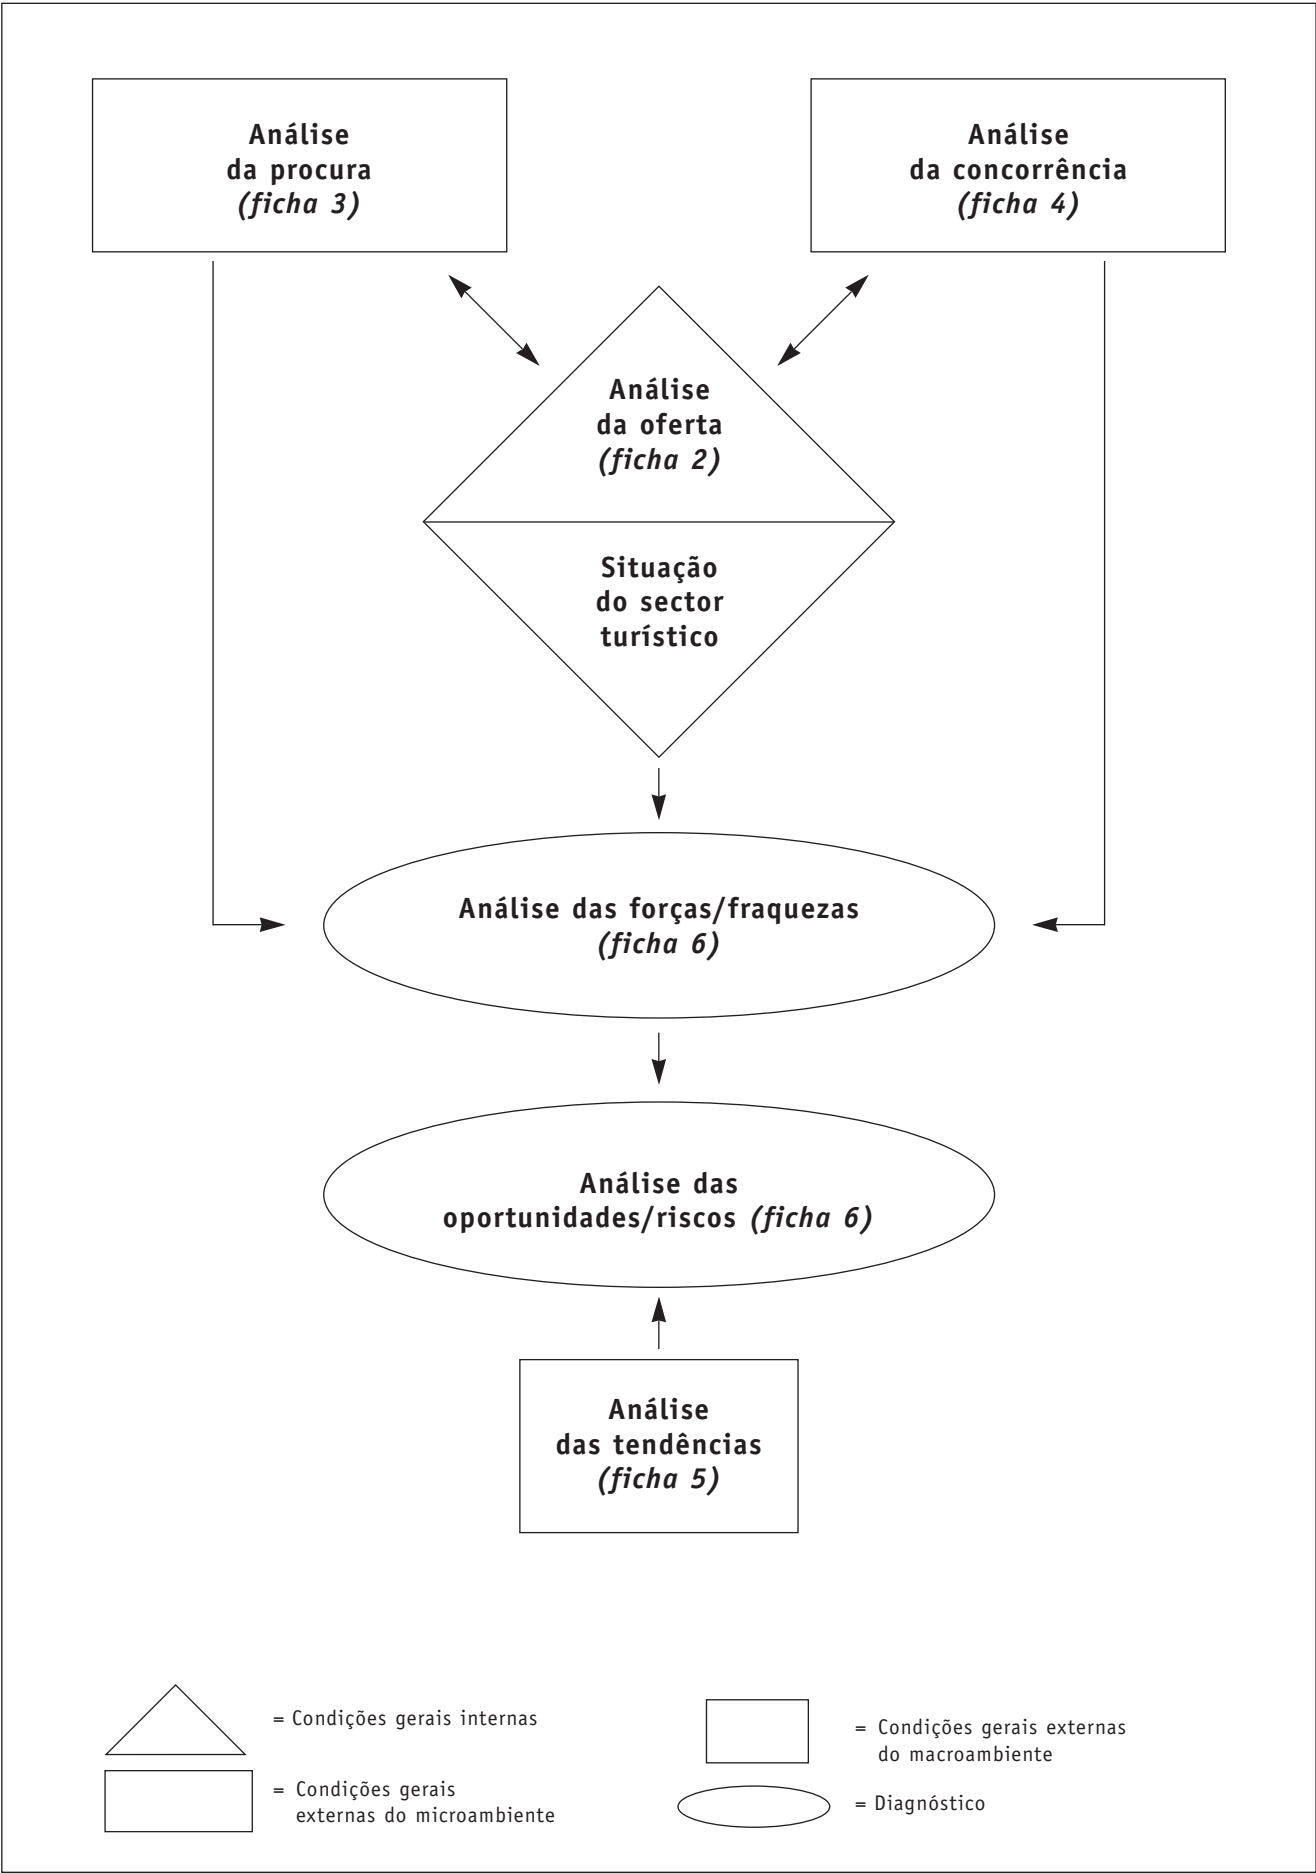 Análise
da procura
(ficha 3)
Análise
da concorrência
(ficha 4)
Análise
da oferta
(ficha 2)
Situação
do sector
turístico
Análise das forças/fraquezas
(ficha 6)
Análise das
oportunidades/riscos (ficha 6)
Análise
das tendências
(ficha 5)
= Condições gerais internas
= Condições gerais
externas do microambiente
= Condições gerais externas
do macroambiente
= Diagnóstico